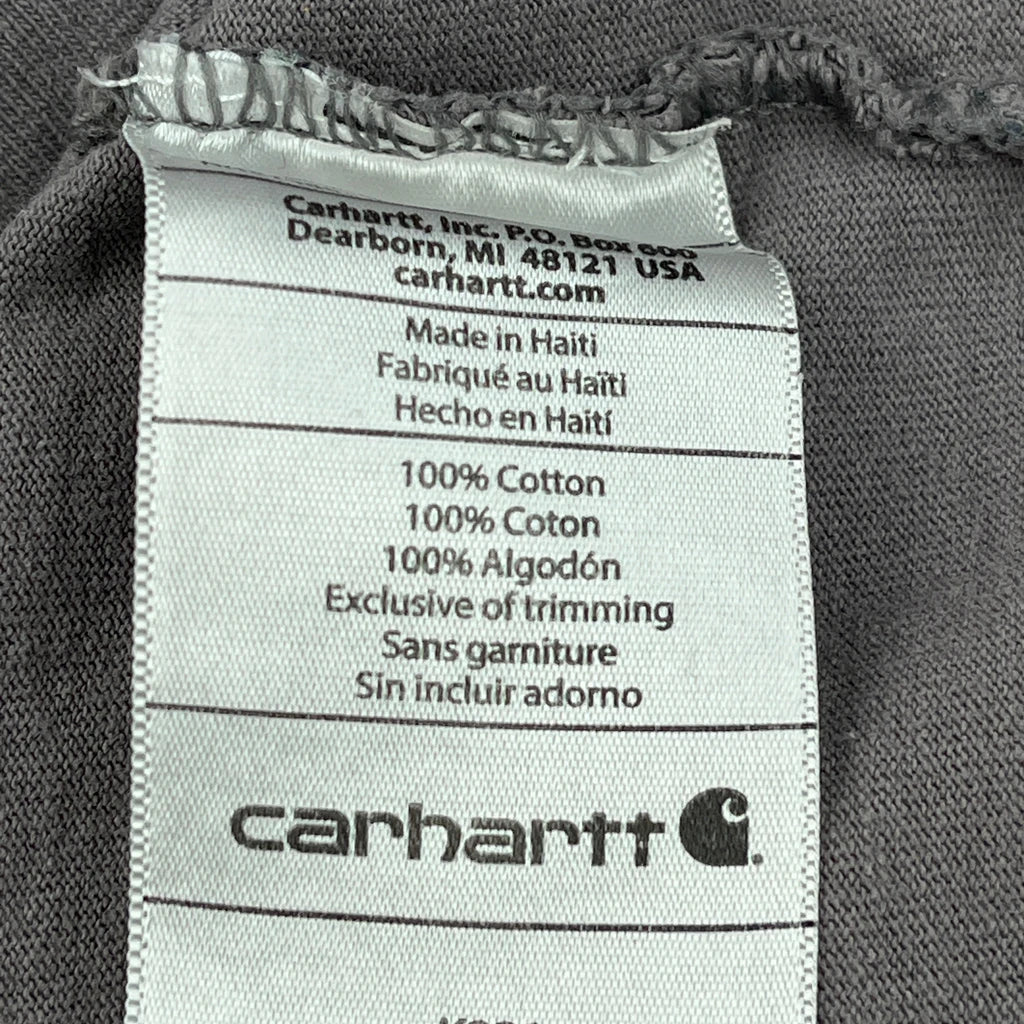 Carhartt, Inc. P.O. Box 600
Dearborn, MI 48121 USA
carhartt.com
Made in Haiti
Fabriqué au Haïti
Hecho en Haití
100% Cotton
100% Coton
100% Algodón
Exclusive of trimming
Sans garniture
Sin incluir adorno
carhartt